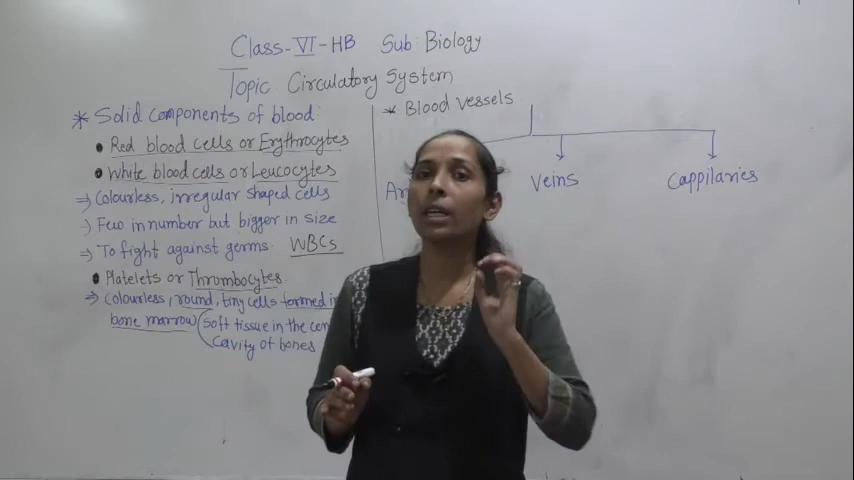 Class-VI-HB Sub: Biology
Topic Circulatory System
* Solid components of blood:
• Red blood cells or Erythrocytes
• White blood cells or Leucocytes
⇒ Colourless, irregular shaped cells
⇒ Few in number but bigger in size
⇒ To fight against germs. WBCs
• Platelets or Thrombocytes
⇒ Colourless, round, tiny cells formed in
bone marrow (Soft tissue in the
cavity of bones
* Blood vessels
Veins
Cappilaries